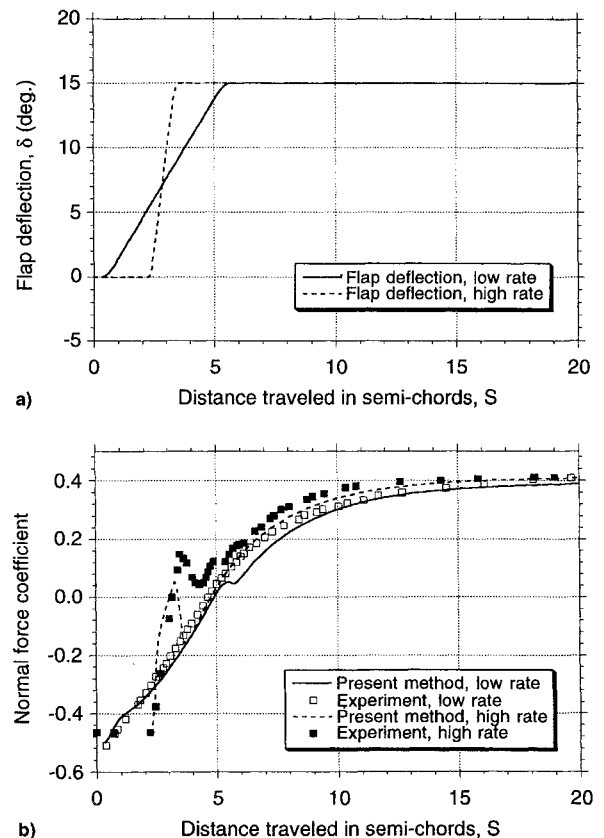 20
15
10
5
0
-5
Flap deflection, δ (deg.)
Flap deflection, low rate
Flap deflection, high rate
0 5 10 15 20
Distance traveled in semi-chords, S
a)
0.4
0.2
0.0
-0.2
-0.4
-0.6
Normal force coefficient
Present method, low rate
Experiment, low rate
Present method, high rate
Experiment, high rate
0 5 10 15 20
Distance traveled in semi-chords, S
b)